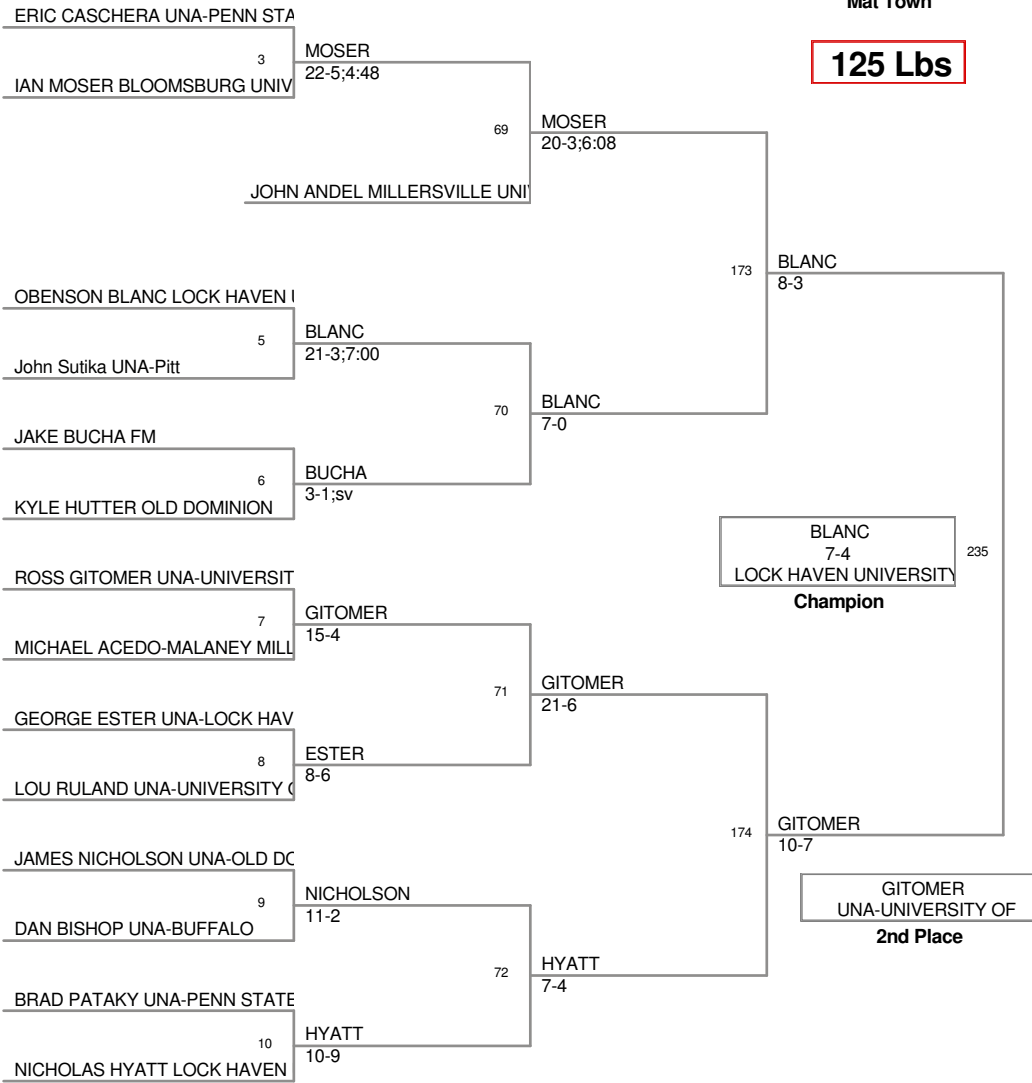 Mat Town
125 Lbs
ERIC CASCHERA UNA-PENN STA
3
IAN MOSER BLOOMSBURG UNIV
MOSER
22-5;4:48
69
JOHN ANDEL MILLERSVILLE UNI
MOSER
20-3;6:08
173
BLANC
8-3
OBENSON BLANC LOCK HAVEN
5
John Sutika UNA-Pitt
BLANC
21-3;7:00
70
BLANC
7-0
JAKE BUCHA FM
6
KYLE HUTTER OLD DOMINION
BUCHA
3-1;sv
BLANC
7-4
LOCK HAVEN UNIVERSITY
Champion
235
ROSS GITOMER UNA-UNIVERSIT
7
MICHAEL ACEDO-MALANEY MILL
GITOMER
15-4
71
GITOMER
21-6
GEORGE ESTER UNA-LOCK HAV
8
LOU RULAND UNA-UNIVERSITY
ESTER
8-6
174
GITOMER
10-7
JAMES NICHOLSON UNA-OLD DO
9
DAN BISHOP UNA-BUFFALO
NICHOLSON
11-2
72
HYATT
7-4
BRAD PATAKY UNA-PENN STATE
10
NICHOLAS HYATT LOCK HAVEN
HYATT
10-9
GITOMER
UNA-UNIVERSITY OF
2nd Place